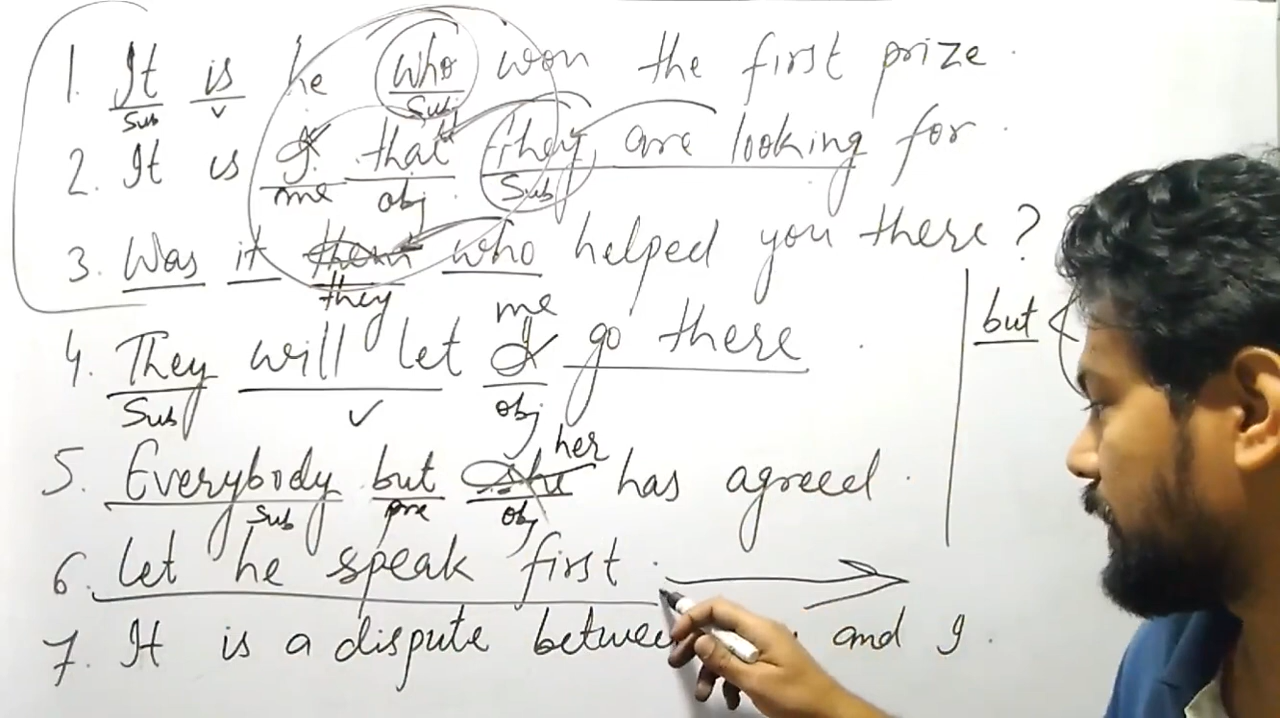 1. It is he who won the first prize.
Sub v Sub
2. It is I that they are looking for.
me obj Sub
3. Was it them who helped you there?
they
me
4. They will let I go there.
Sub v obj
but
her
5. Everybody but she has agreed.
Sub pre obj
6. Let he speak first.
7. It is a dispute between and I.